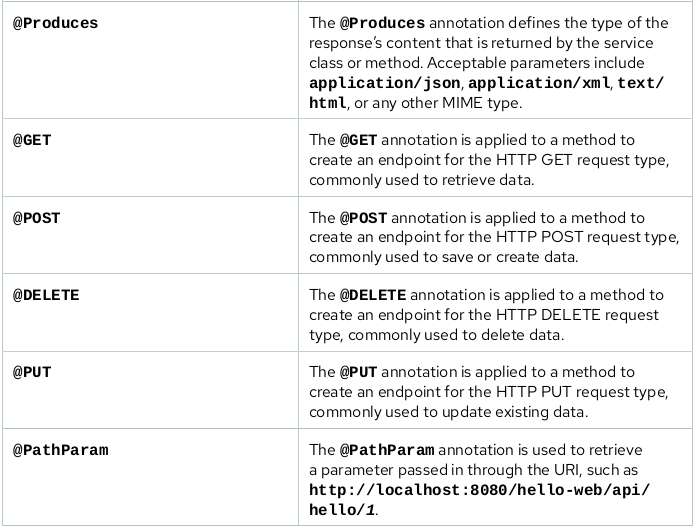 @Produces
The @Produces annotation defines the type of the
response’s content that is returned by the service
class or method. Acceptable parameters include
application/json, application/xml, text/
html, or any other MIME type.
@GET
The @GET annotation is applied to a method to
create an endpoint for the HTTP GET request type,
commonly used to retrieve data.
@POST
The @POST annotation is applied to a method to
create an endpoint for the HTTP POST request type,
commonly used to save or create data.
@DELETE
The @DELETE annotation is applied to a method to
create an endpoint for the HTTP DELETE request
type, commonly used to delete data.
@PUT
The @PUT annotation is applied to a method to
create an endpoint for the HTTP PUT request type,
commonly used to update existing data.
@PathParam
The @PathParam annotation is used to retrieve
a parameter passed in through the URI, such as
http://localhost:8080/hello-web/api/
hello/1.